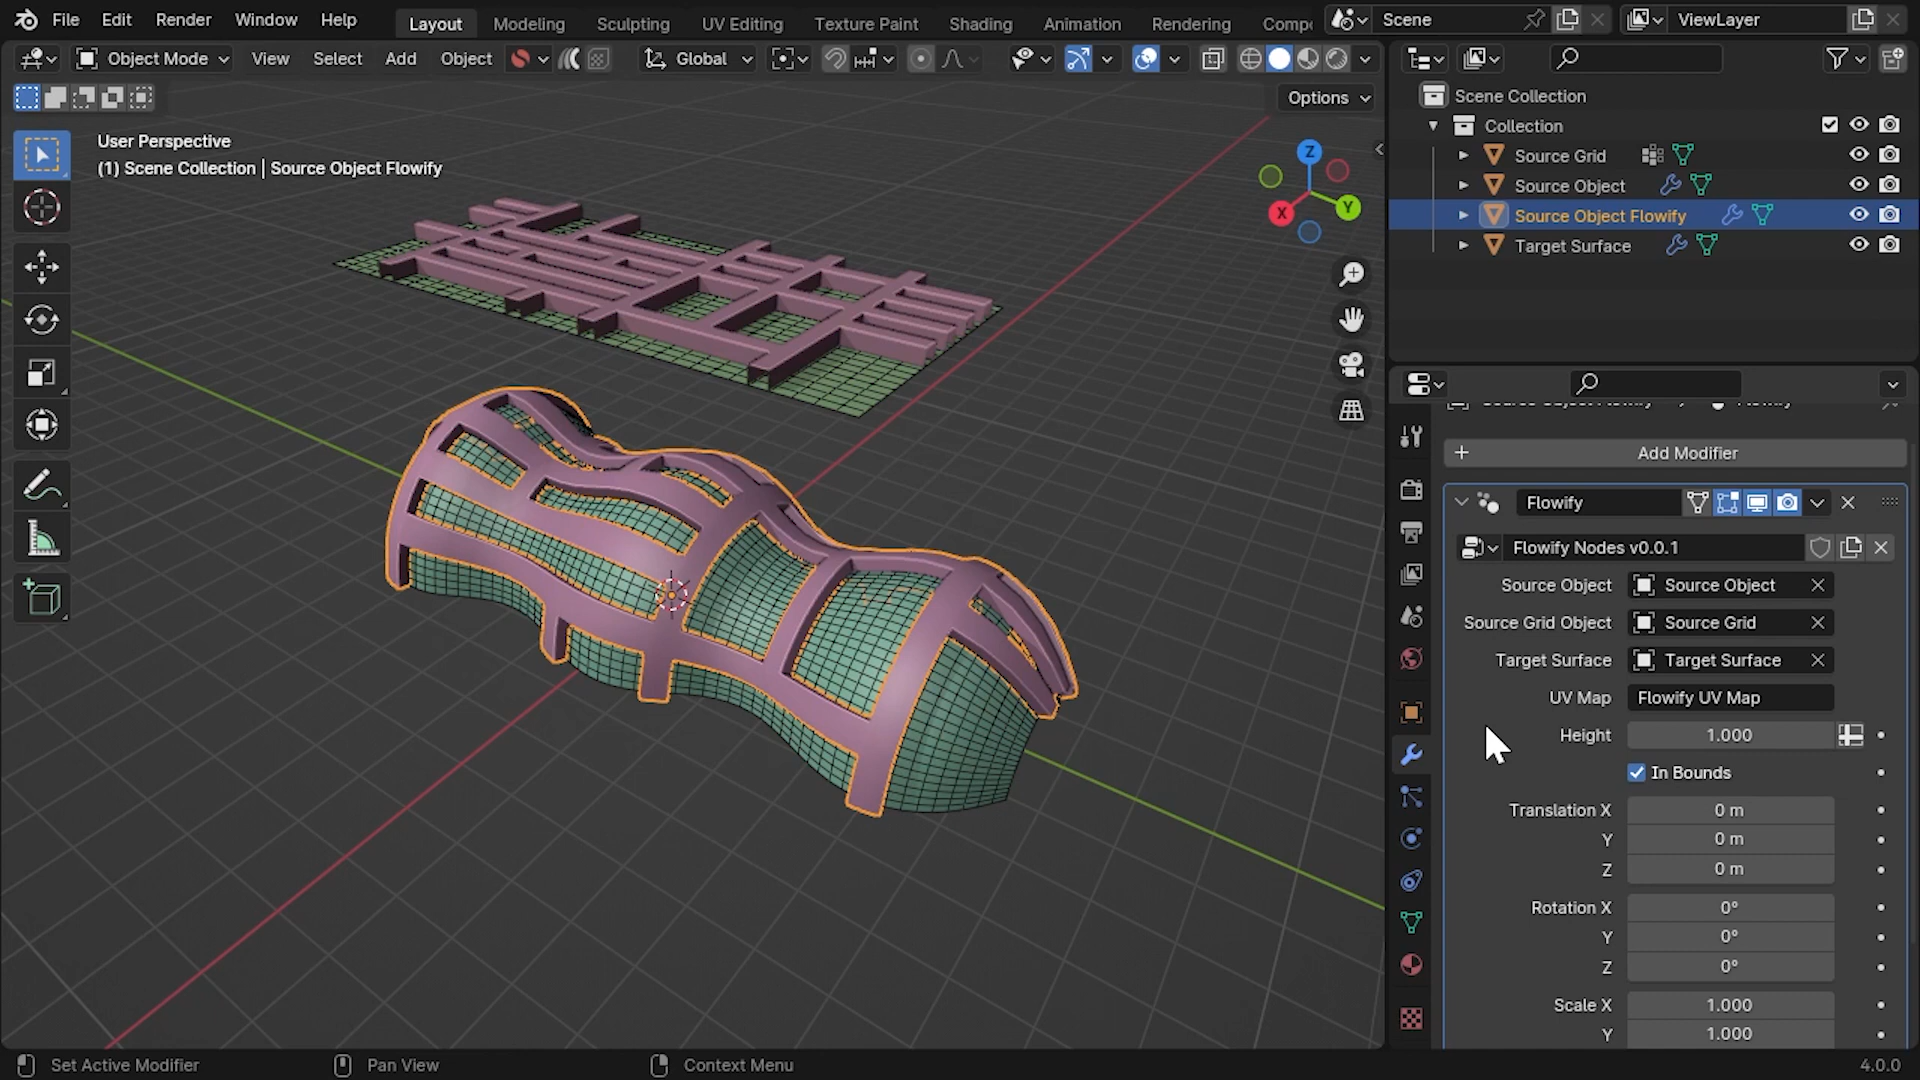 File Edit Render Window Help Layout Modeling Sculpting UV Editing Texture Paint Shading Animation Rendering Comp Scene ViewLayer
Object Mode View Select Add Object Global
Options
User Perspective
(1) Scene Collection | Source Object Flowify
Z
X
Y
Scene Collection
Collection
Source Grid
Source Object
Source Object Flowify
Target Surface
Add Modifier
Flowify
Flowify Nodes v0.0.1
Source Object Source Object
Source Grid Object Source Grid
Target Surface Target Surface
UV Map Flowify UV Map
Height 1.000
In Bounds
Translation X 0 m
Y 0 m
Z 0 m
Rotation X 0°
Y 0°
Z 0°
Scale X 1.000
Y 1.000
Set Active Modifier Pan View Context Menu 4.0.0